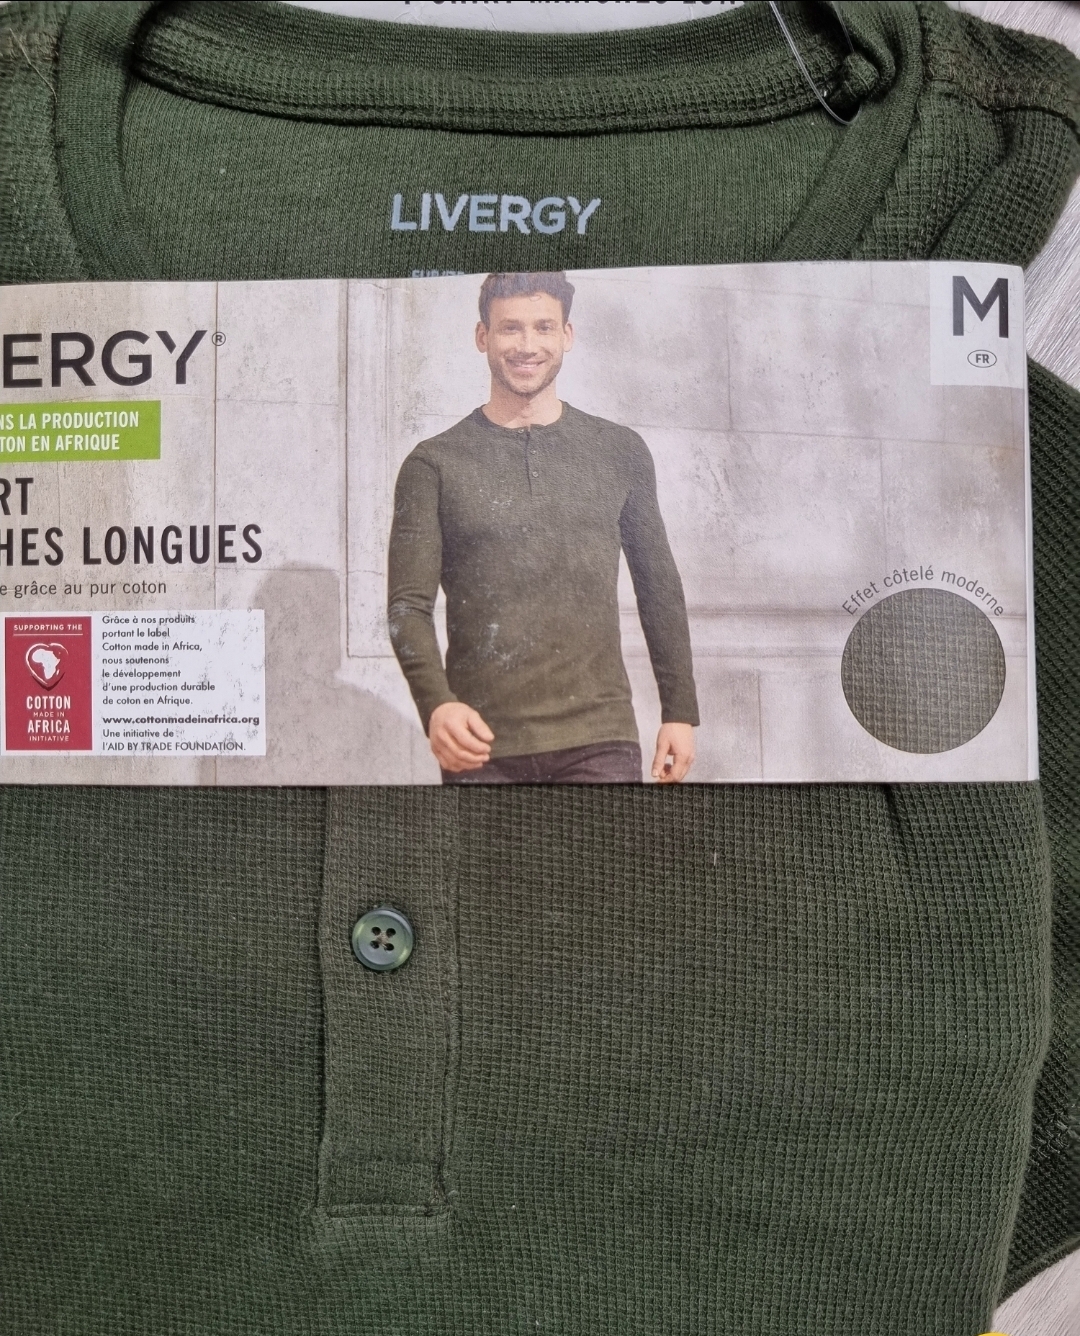 LIVERGY
M
FR
ERGY®
NS LA PRODUCTION
TON EN AFRIQUE
RT
HES LONGUES
e grâce au pur coton
Effet côtelé moderne
SUPPORTING THE
COTTON
MADE IN
AFRICA
INITIATIVE
Grâce à nos produits
portant le label
Cotton made in Africa,
nous soutenons
le développement
d'une production durable
de coton en Afrique.
www.cottonmadeinafrica.org
Une initiative de
l'AID BY TRADE FOUNDATION.